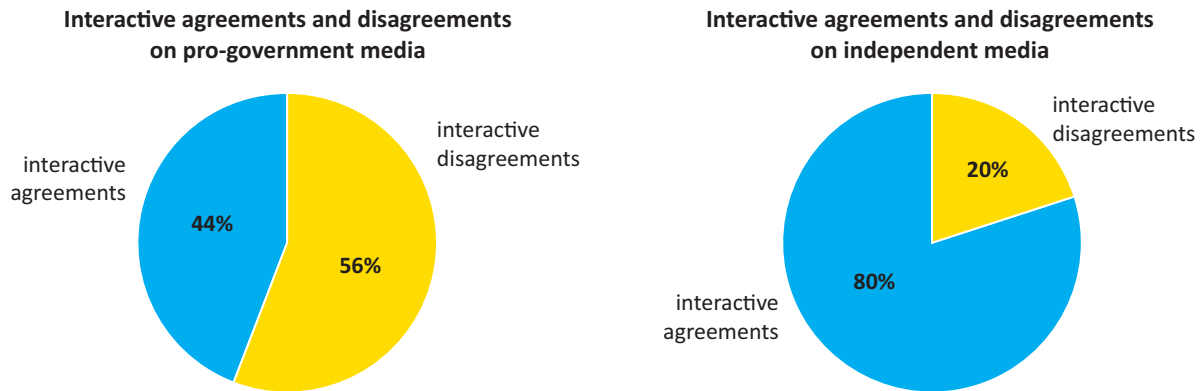 Interactive agreements and disagreements
on pro-government media
interactive
disagreements
interactive
agreements
44%
56%
Interactive agreements and disagreements
on independent media
interactive
disagreements
20%
80%
interactive
agreements